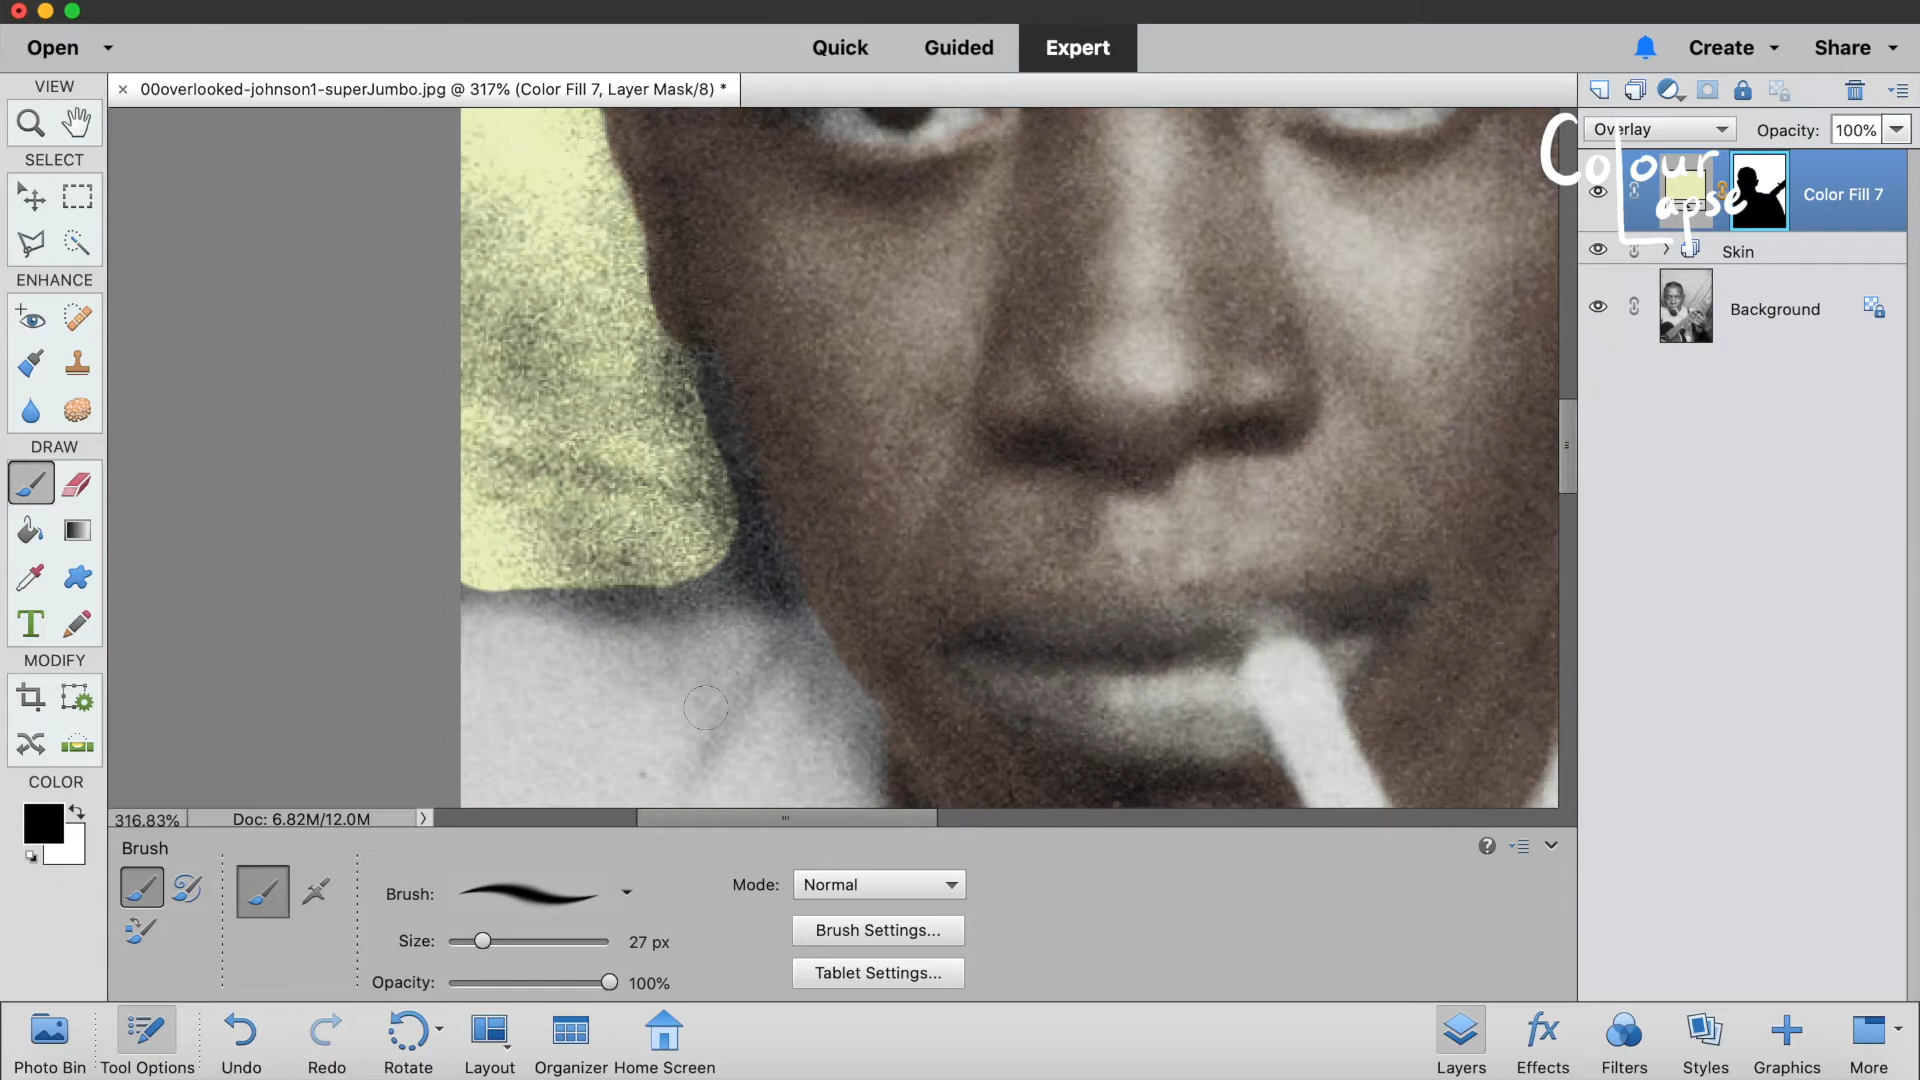 Open
Quick
Guided
Expert
Create
Share
VIEW
× 00overlooked-johnson1-superJumbo.jpg @ 317% (Color Fill 7, Layer Mask/8) *
Overlay
Opacity: 100%
Colour
Lapse
SELECT
Color Fill 7
Skin
ENHANCE
Background
DRAW
MODIFY
COLOR
316.83%
Doc: 6.82M/12.0M
Brush
Brush:
Mode: Normal
Size: 27 px
Brush Settings...
Opacity: 100%
Tablet Settings...
Photo Bin
Tool Options
Undo
Redo
Rotate
Layout
Organizer
Home Screen
Layers
Effects
Filters
Styles
Graphics
More